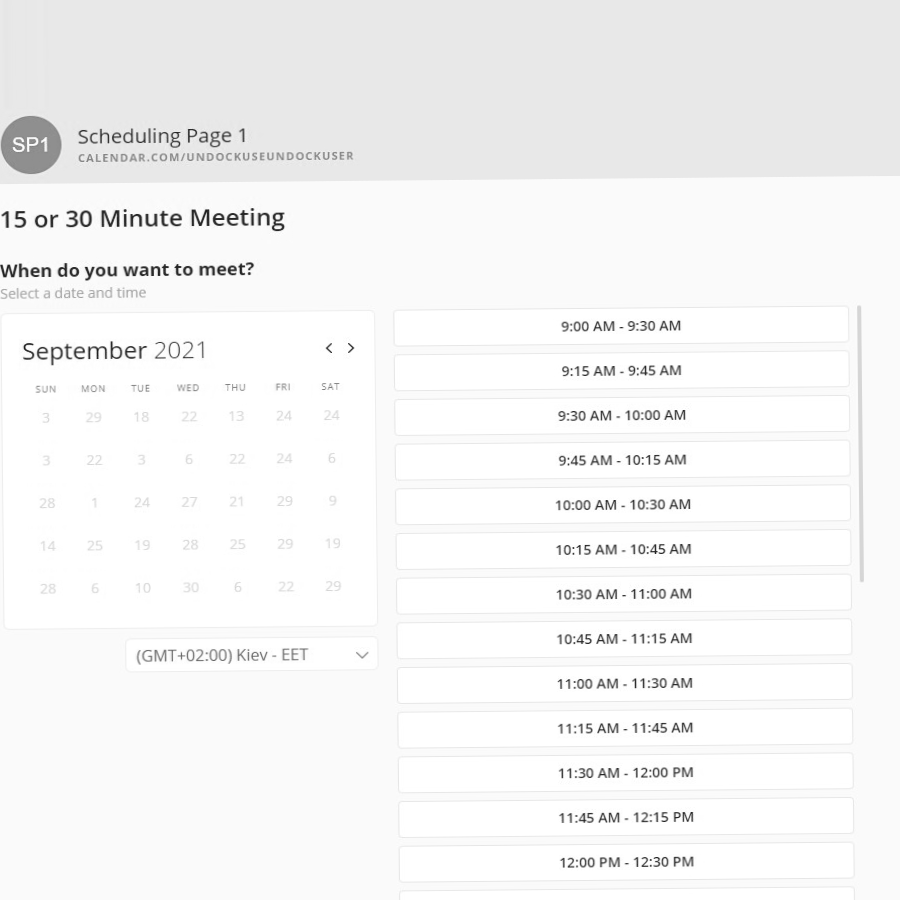 SP1
Scheduling Page 1
CALENDAR.COM/UNDOCKUSEUNDOCKUSER
15 or 30 Minute Meeting
When do you want to meet?
Select a date and time
September 2021
SUN MON TUE WED THU FRI SAT
3 29 18 22 13 24 24
3 22 3 6 22 24 6
28 1 24 27 21 29 9
14 25 19 28 25 29 19
28 6 10 30 6 22 29
(GMT+02:00) Kiev - EET
9:00 AM - 9:30 AM
9:15 AM - 9:45 AM
9:30 AM - 10:00 AM
9:45 AM - 10:15 AM
10:00 AM - 10:30 AM
10:15 AM - 10:45 AM
10:30 AM - 11:00 AM
10:45 AM - 11:15 AM
11:00 AM - 11:30 AM
11:15 AM - 11:45 AM
11:30 AM - 12:00 PM
11:45 AM - 12:15 PM
12:00 PM - 12:30 PM